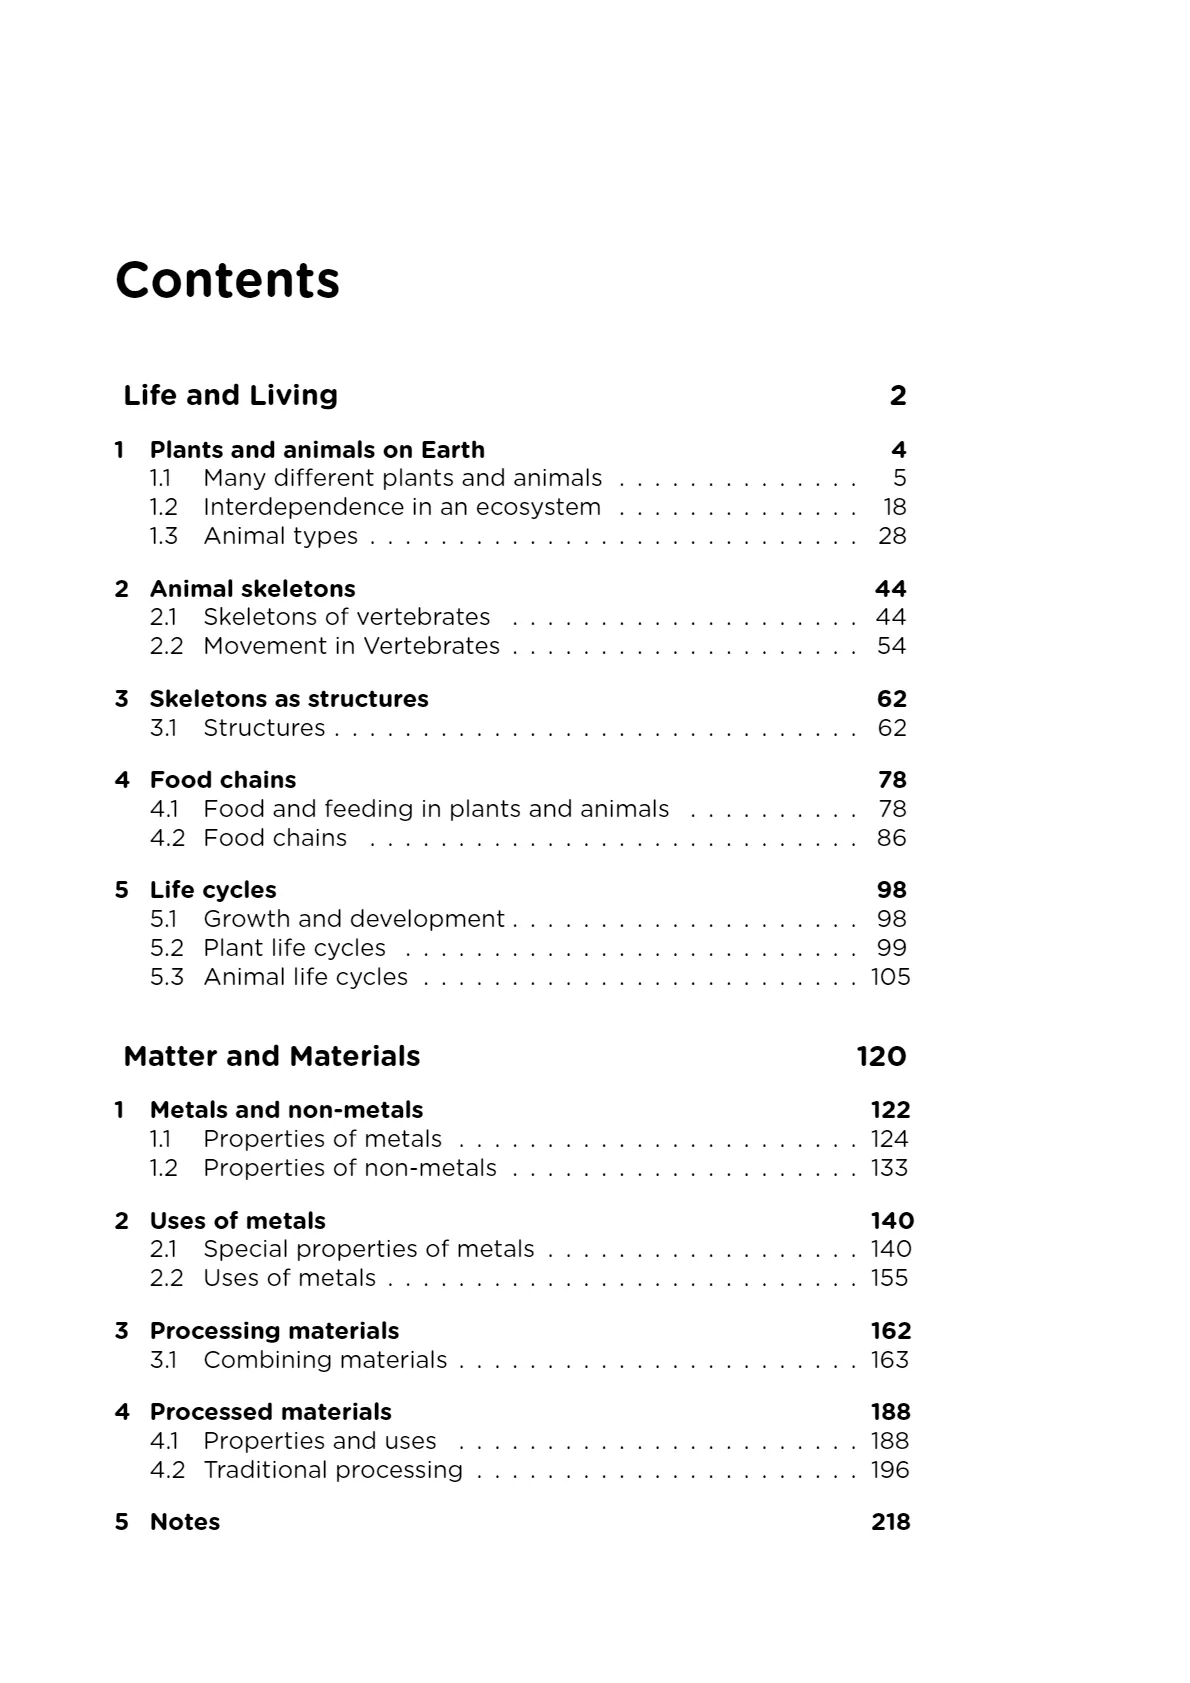 Contents
Life and Living 2
1 Plants and animals on Earth 4
1.1 Many different plants and animals . . . . . . . . . . . . . . 5
1.2 Interdependence in an ecosystem . . . . . . . . . . . . . . 18
1.3 Animal types . . . . . . . . . . . . . . . . . . . . . . . . . . . . 28
2 Animal skeletons 44
2.1 Skeletons of vertebrates . . . . . . . . . . . . . . . . . . . . 44
2.2 Movement in Vertebrates . . . . . . . . . . . . . . . . . . . . 54
3 Skeletons as structures 62
3.1 Structures . . . . . . . . . . . . . . . . . . . . . . . . . . . . . . 62
4 Food chains 78
4.1 Food and feeding in plants and animals . . . . . . . . . . 78
4.2 Food chains . . . . . . . . . . . . . . . . . . . . . . . . . . . . 86
5 Life cycles 98
5.1 Growth and development . . . . . . . . . . . . . . . . . . . . 98
5.2 Plant life cycles . . . . . . . . . . . . . . . . . . . . . . . . . . 99
5.3 Animal life cycles . . . . . . . . . . . . . . . . . . . . . . . . . 105
Matter and Materials 120
1 Metals and non-metals 122
1.1 Properties of metals . . . . . . . . . . . . . . . . . . . . . . . 124
1.2 Properties of non-metals . . . . . . . . . . . . . . . . . . . . 133
2 Uses of metals 140
2.1 Special properties of metals . . . . . . . . . . . . . . . . . . 140
2.2 Uses of metals . . . . . . . . . . . . . . . . . . . . . . . . . . . 155
3 Processing materials 162
3.1 Combining materials . . . . . . . . . . . . . . . . . . . . . . . 163
4 Processed materials 188
4.1 Properties and uses . . . . . . . . . . . . . . . . . . . . . . . 188
4.2 Traditional processing . . . . . . . . . . . . . . . . . . . . . . 196
5 Notes 218